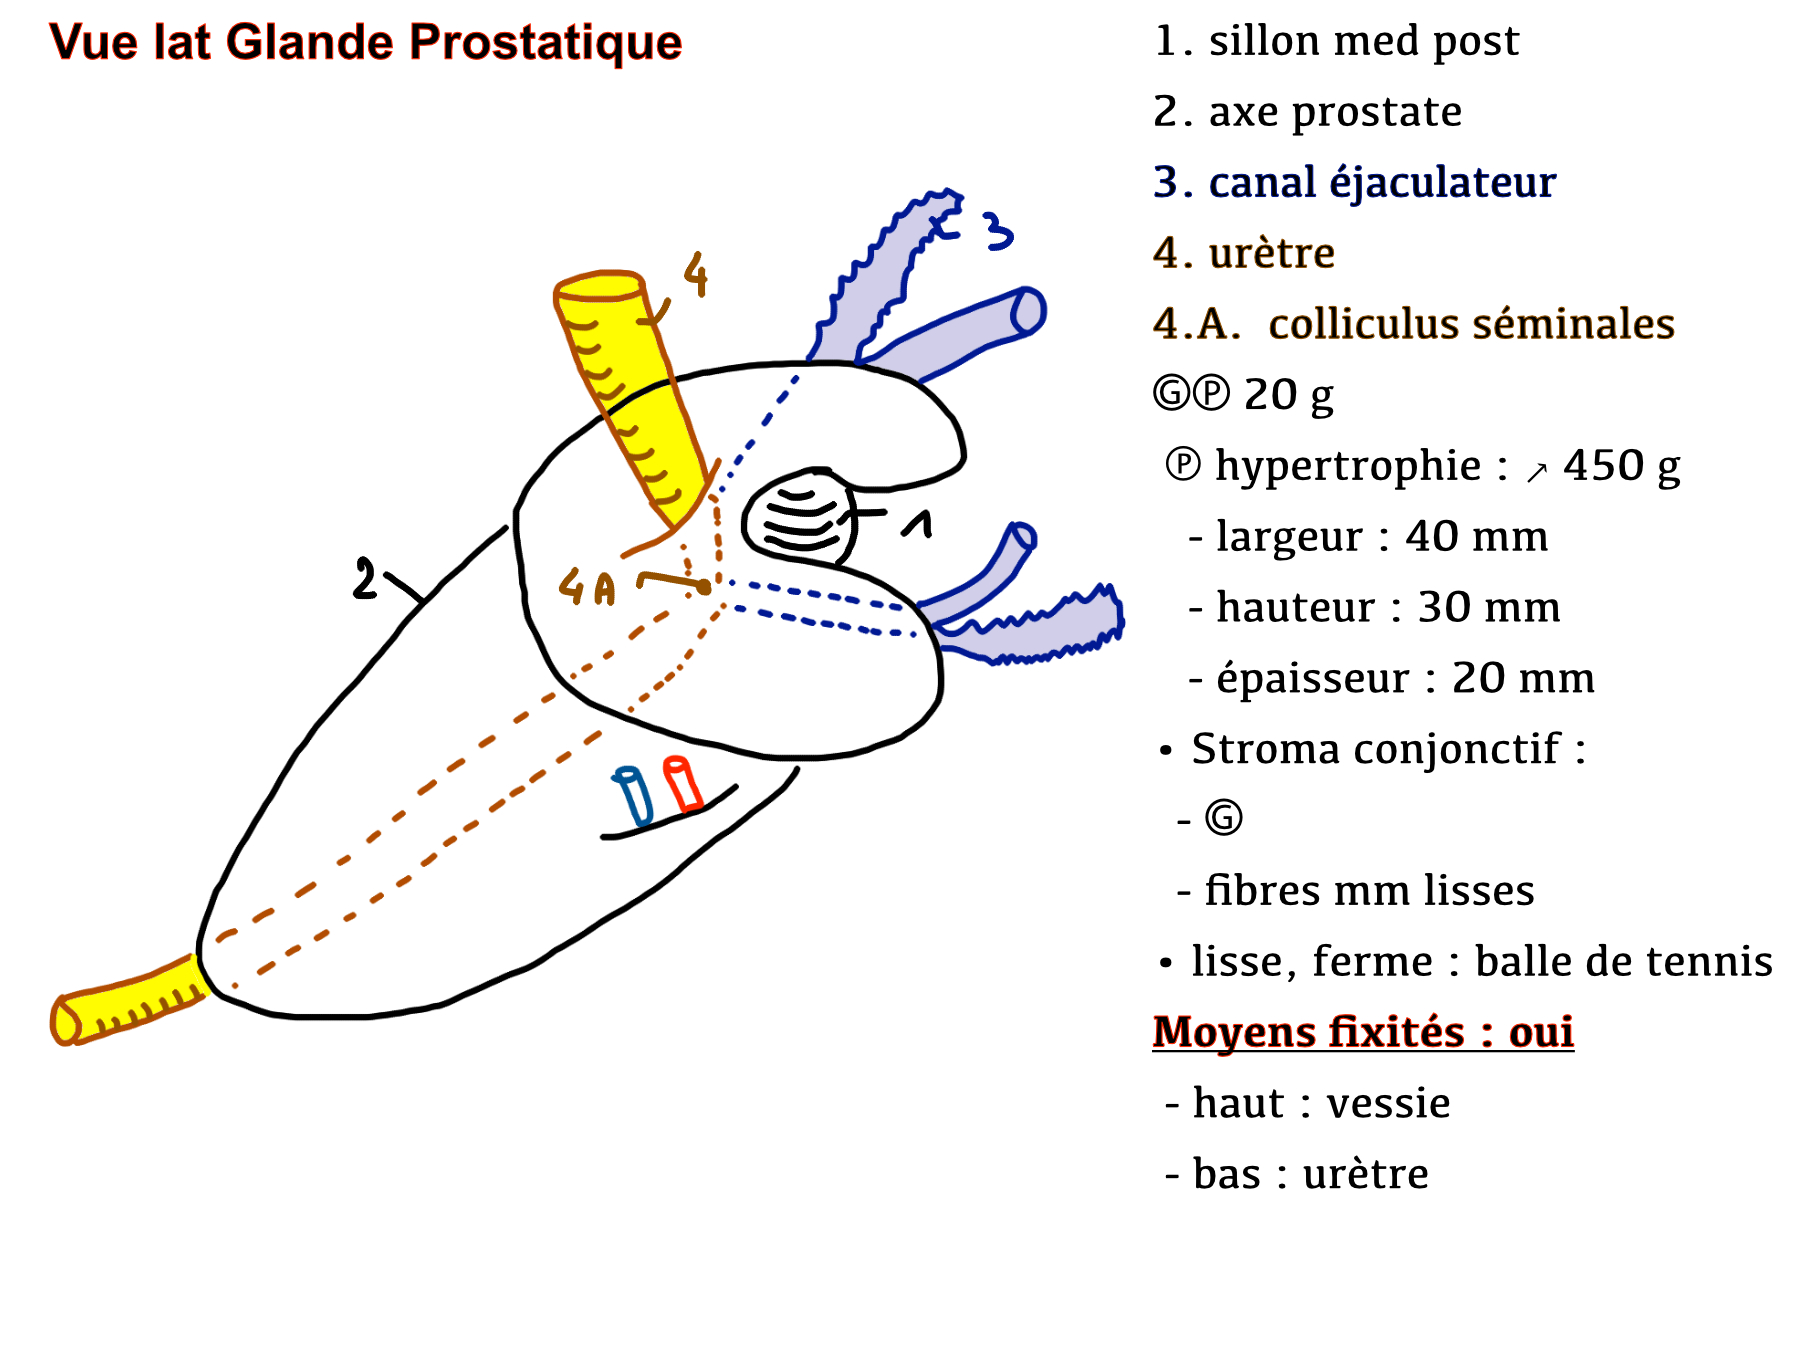 Vue lat Glande Prostatique
1. sillon med post
2. axe prostate
3. canal éjaculateur
4. urètre
4.A. colliculus séminales
ⒼⓅ 20 g
Ⓟ hypertrophie : ↗ 450 g
- largeur : 40 mm
- hauteur : 30 mm
- épaisseur : 20 mm
• Stroma conjonctif :
- Ⓖ
- fibres mm lisses
• lisse, ferme : balle de tennis
Moyens fixités : oui
- haut : vessie
- bas : urètre
3
4
1
2
4A